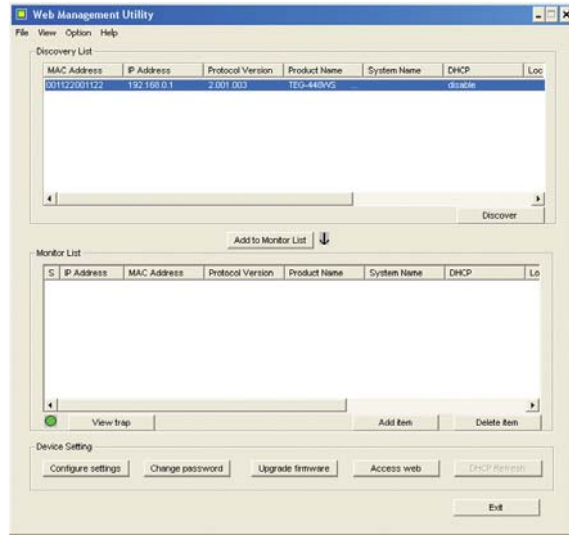 Web Management Utility
File View Option Help
Discovery List
MAC Address IP Address Protocol Version Product Name System Name DHCP Loc
001122001122 192.168.0.1 2.001.003 TEG-448WS ... disable
Discover
Add to Monitor List
Monitor List
S IP Address MAC Address Protocol Version Product Name System Name DHCP Lo
View trap Add item Delete item
Device Setting
Configure settings Change password Upgrade firmware Access web DHCP Refresh
Exit